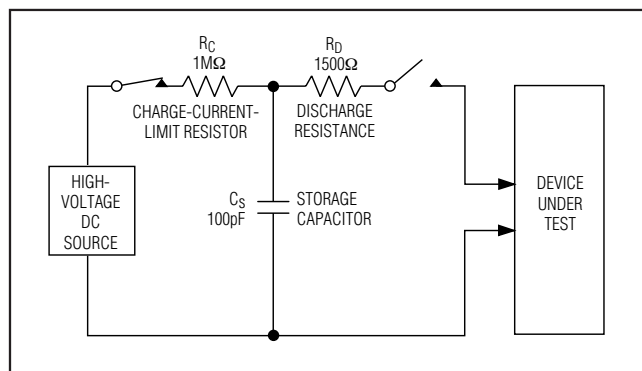 R_C
1MΩ
CHARGE-CURRENT-
LIMIT RESISTOR
R_D
1500Ω
DISCHARGE
RESISTANCE
HIGH-
VOLTAGE
DC
SOURCE
C_S
100pF
STORAGE
CAPACITOR
DEVICE
UNDER
TEST